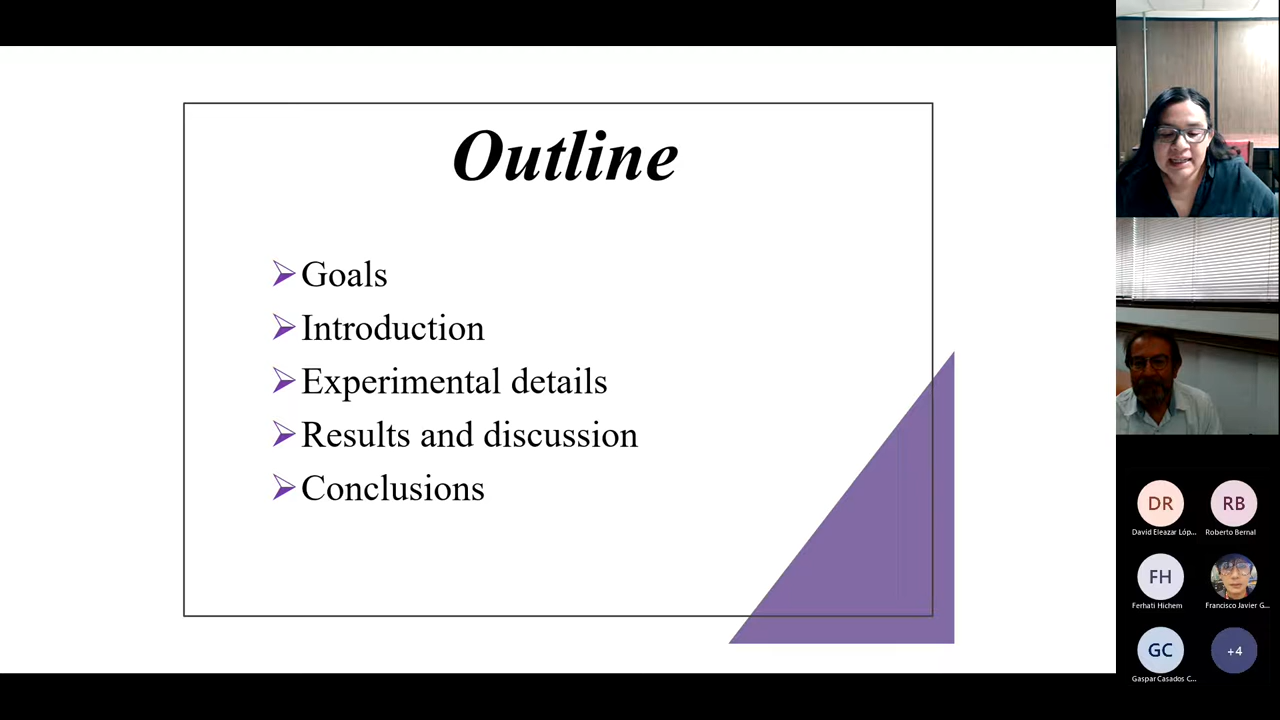 Outline
Goals
Introduction
Experimental details
Results and discussion
Conclusions
DR
RB
David Eleazar Lóp...
Roberto Bernal
FH
Ferhati Hichem
Francisco Javier G...
GC
+4
Gaspar Casados C...